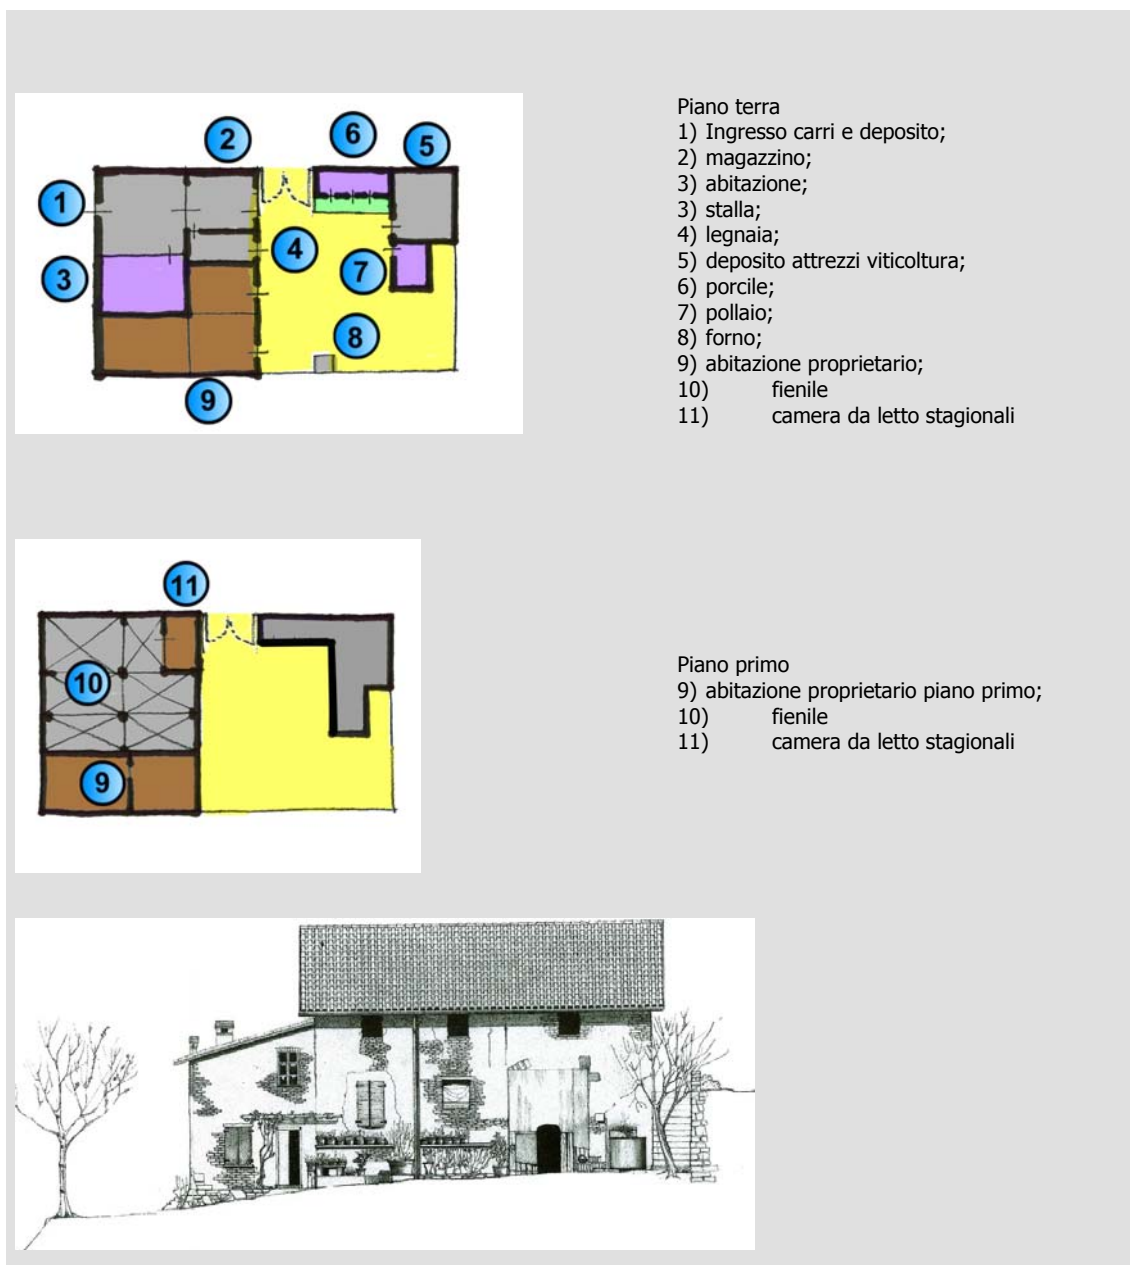 2
6
5
1
4
3
7
8
9
Piano terra
1) Ingresso carri e deposito;
2) magazzino;
3) abitazione;
3) stalla;
4) legnaia;
5) deposito attrezzi viticoltura;
6) porcile;
7) pollaio;
8) forno;
9) abitazione proprietario;
10) fienile
11) camera da letto stagionali
11
10
9
Piano primo
9) abitazione proprietario piano primo;
10) fienile
11) camera da letto stagionali